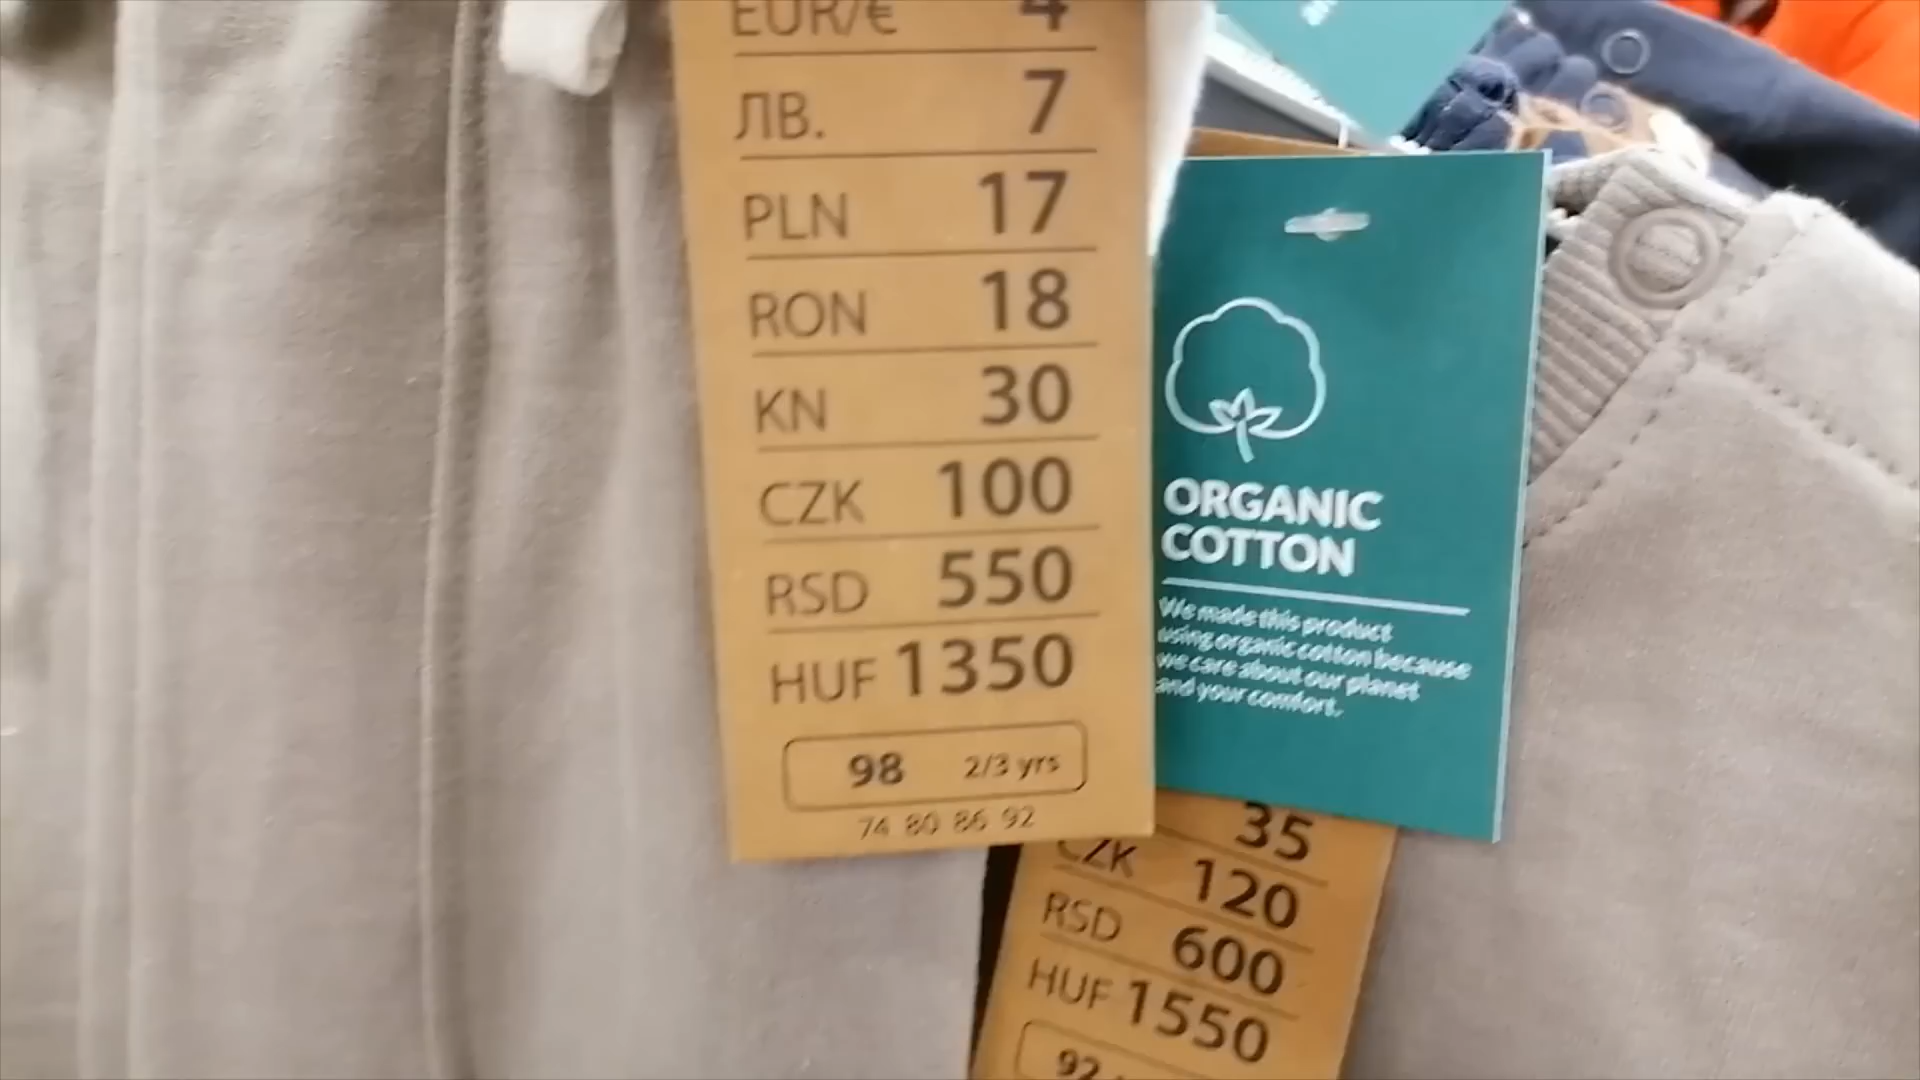 EUR/€ 4
ЛВ. 7
PLN 17
RON 18
KN 30
CZK 100
RSD 550
HUF 1350
98 2/3 yrs
74 80 86 92
ORGANIC
COTTON
We made this product
using organic cotton because
we care about our planet
and your comfort.
35
CZK 120
RSD 600
HUF 1550
92